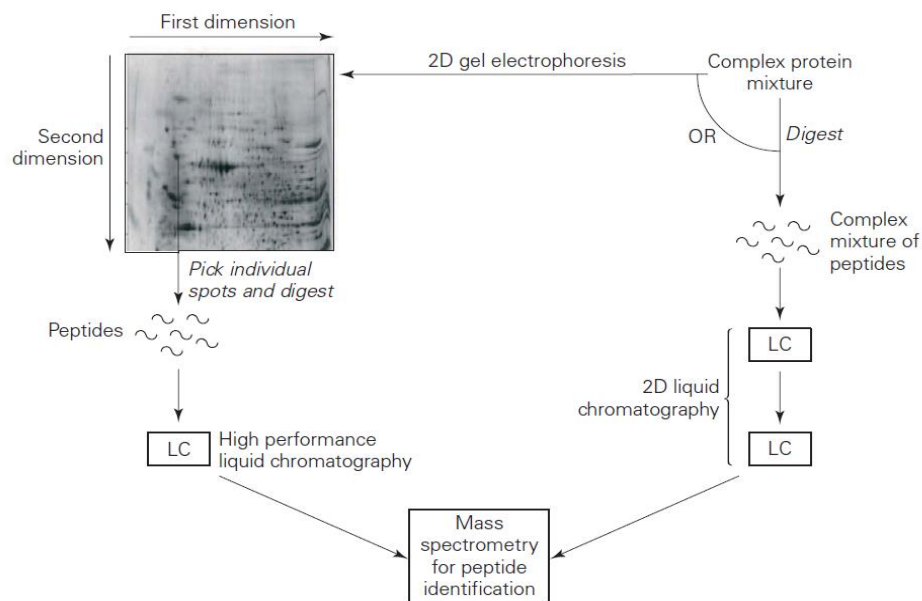 First dimension
2D gel electrophoresis
Complex protein
mixture
Second
dimension
OR
Digest
Complex
mixture of
peptides
Pick individual
spots and digest
Peptides
LC
2D liquid
chromatography
LC
High performance
liquid chromatography
LC
Mass
spectrometry
for peptide
identification